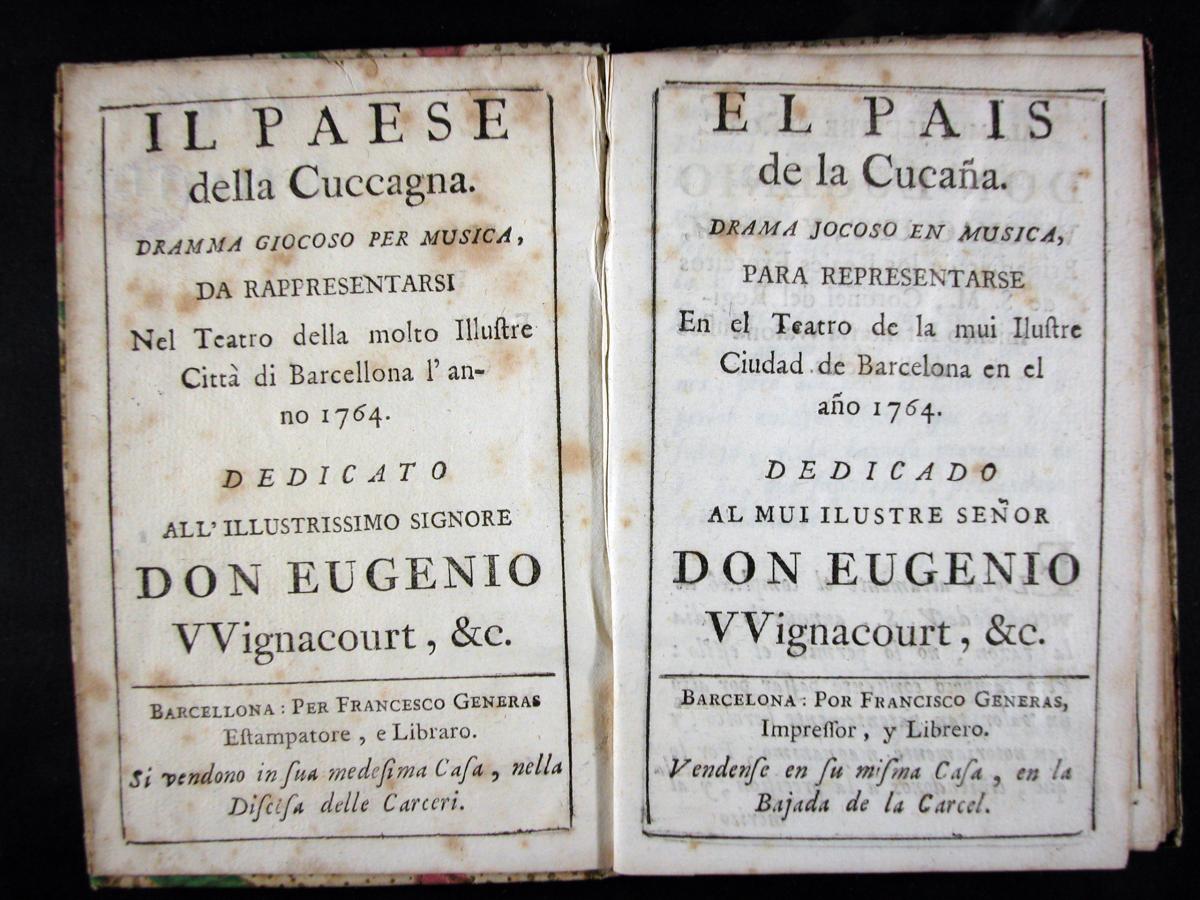 IL PAESE
della Cuccagna.
DRAMMA GIOCOSO PER MUSICA,
DA RAPPRESENTARSI
Nel Teatro della molto Illuſtre
Città di Barcellona l'an-
no 1764.
DEDICATO
ALL'ILLUSTRISSIMO SIGNORE
DON EUGENIO
VVignacourt, &c.
BARCELLONA: PER FRANCESCO GENERAS
Eſtampatore, e Libraro.
Si vendono in ſua medeſima Caſa, nella
Diſceſa delle Carceri.
EL PAIS
de la Cucaña.
DRAMA JOCOSO EN MUSICA,
PARA REPRESENTARSE
En el Teatro de la mui Iluſtre
Ciudad de Barcelona en el
año 1764.
DEDICADO
AL MUI ILUSTRE SEÑOR
DON EUGENIO
VVignacourt, &c.
BARCELONA: POR FRANCISCO GENERAS,
Impreſſor, y Librero.
Vendenſe en ſu miſma Caſa, en la
Bajada de la Carcel.